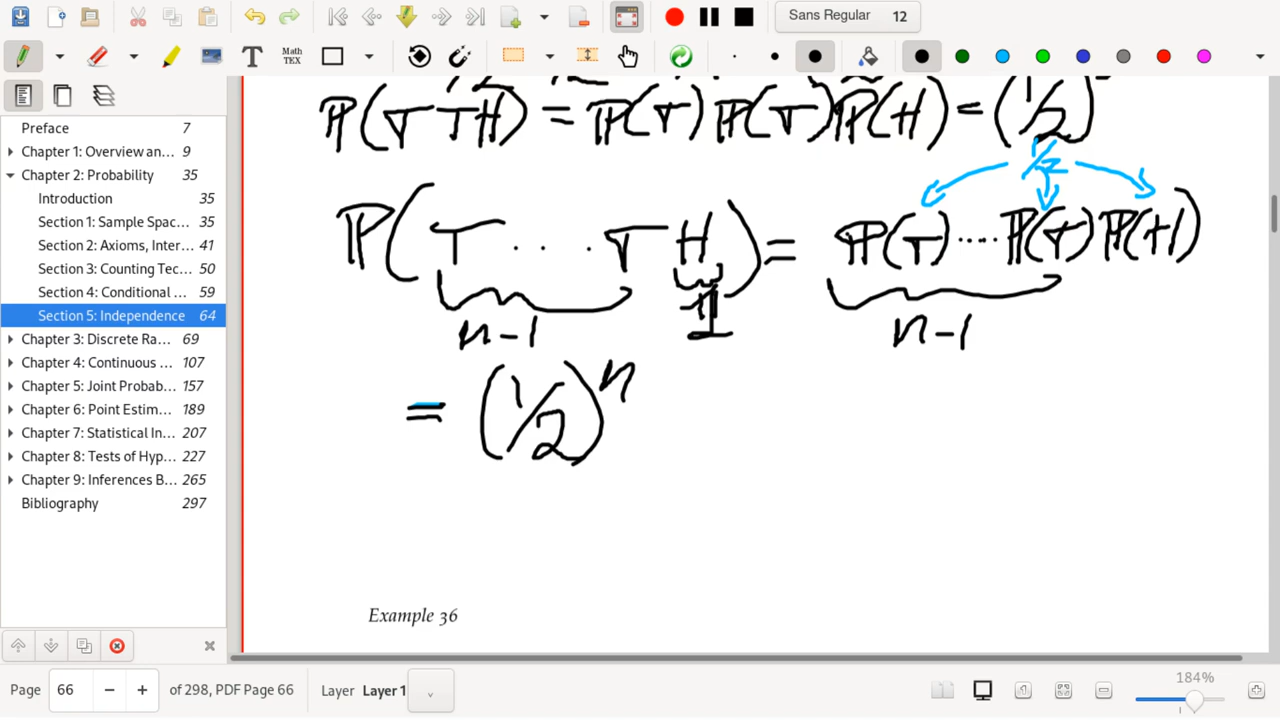 Sans Regular 12
T Math TEX
Preface 7
Chapter 1: Overview an... 9
Chapter 2: Probability 35
Introduction 35
Section 1: Sample Spac... 35
Section 2: Axioms, Inter... 41
Section 3: Counting Tec... 50
Section 4: Conditional ... 59
Section 5: Independence 64
Chapter 3: Discrete Ra... 69
Chapter 4: Continuous ... 107
Chapter 5: Joint Probab... 157
Chapter 6: Point Estim... 189
Chapter 7: Statistical In... 207
Chapter 8: Tests of Hyp... 227
Chapter 9: Inferences B... 265
Bibliography 297
ℙ(TTH) = ℙ(T)ℙ(T)ℙ(H) = (1/2)
1/2
ℙ(T...TH) = ℙ(T)...ℙ(T)ℙ(H)
n-1 1 n-1
= (1/2)^n
Example 36
Page 66 − + of 298, PDF Page 66 Layer Layer 1 184%